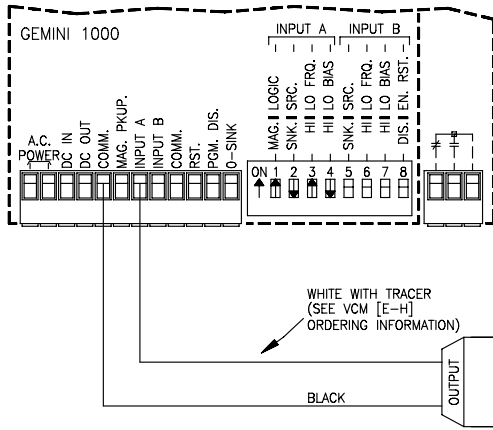 GEMINI 1000
INPUT A
INPUT B
A.C.
POWER
DC IN
DC OUT
COMM.
MAG. PKUP.
INPUT A
INPUT B
COMM.
RST.
PGM. DIS.
O-SINK
MAG. LOGIC
SNK. SRC.
HI LO FRQ.
HI LO BIAS
SNK. SRC.
HI LO FRQ.
HI LO BIAS
DIS. EN. RST.
ON 1 2 3 4 5 6 7 8
WHITE WITH TRACER
(SEE VCM [E-H]
ORDERING INFORMATION)
BLACK
OUTPUT